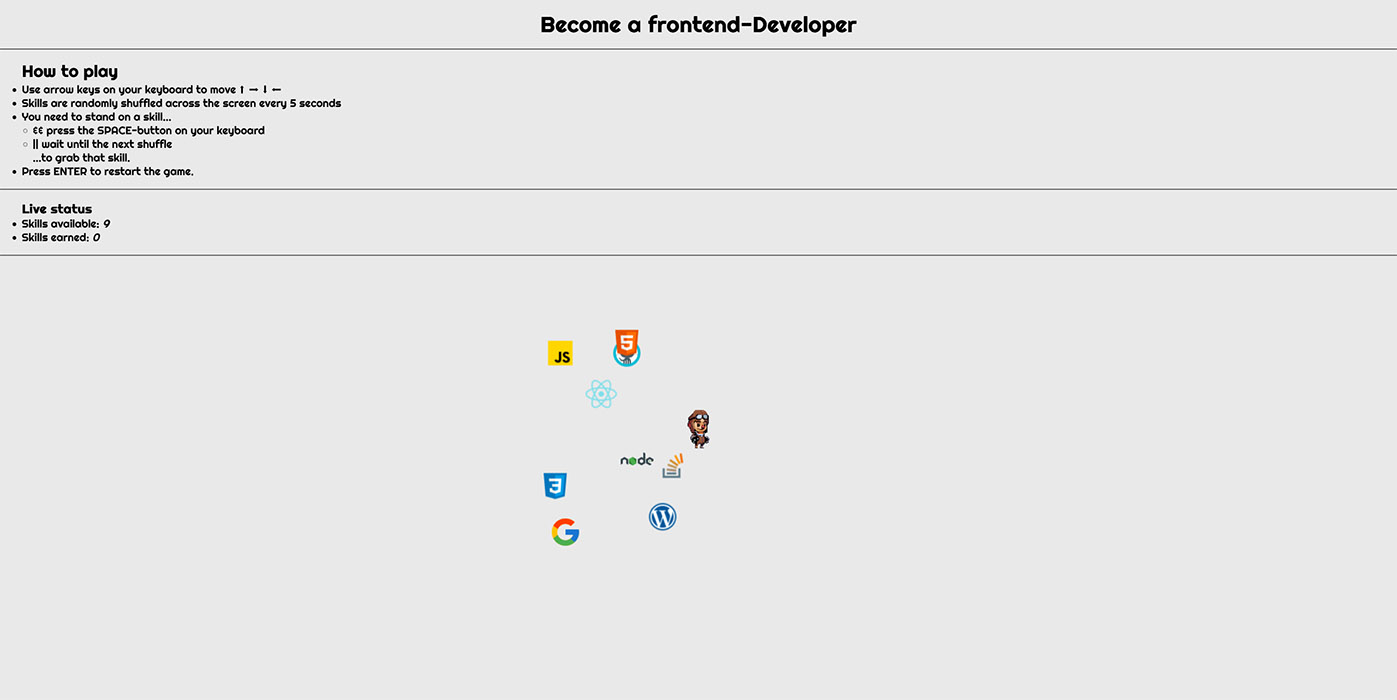 Become a frontend-Developer
How to play
Use arrow keys on your keyboard to move ↑ → ↓ ←
Skills are randomly shuffled across the screen every 5 seconds
You need to stand on a skill...
&& press the SPACE-button on your keyboard
|| wait until the next shuffle
...to grab that skill.
Press ENTER to restart the game.
Live status
Skills available: 9
Skills earned: 0
5
JS
node
3
W
G